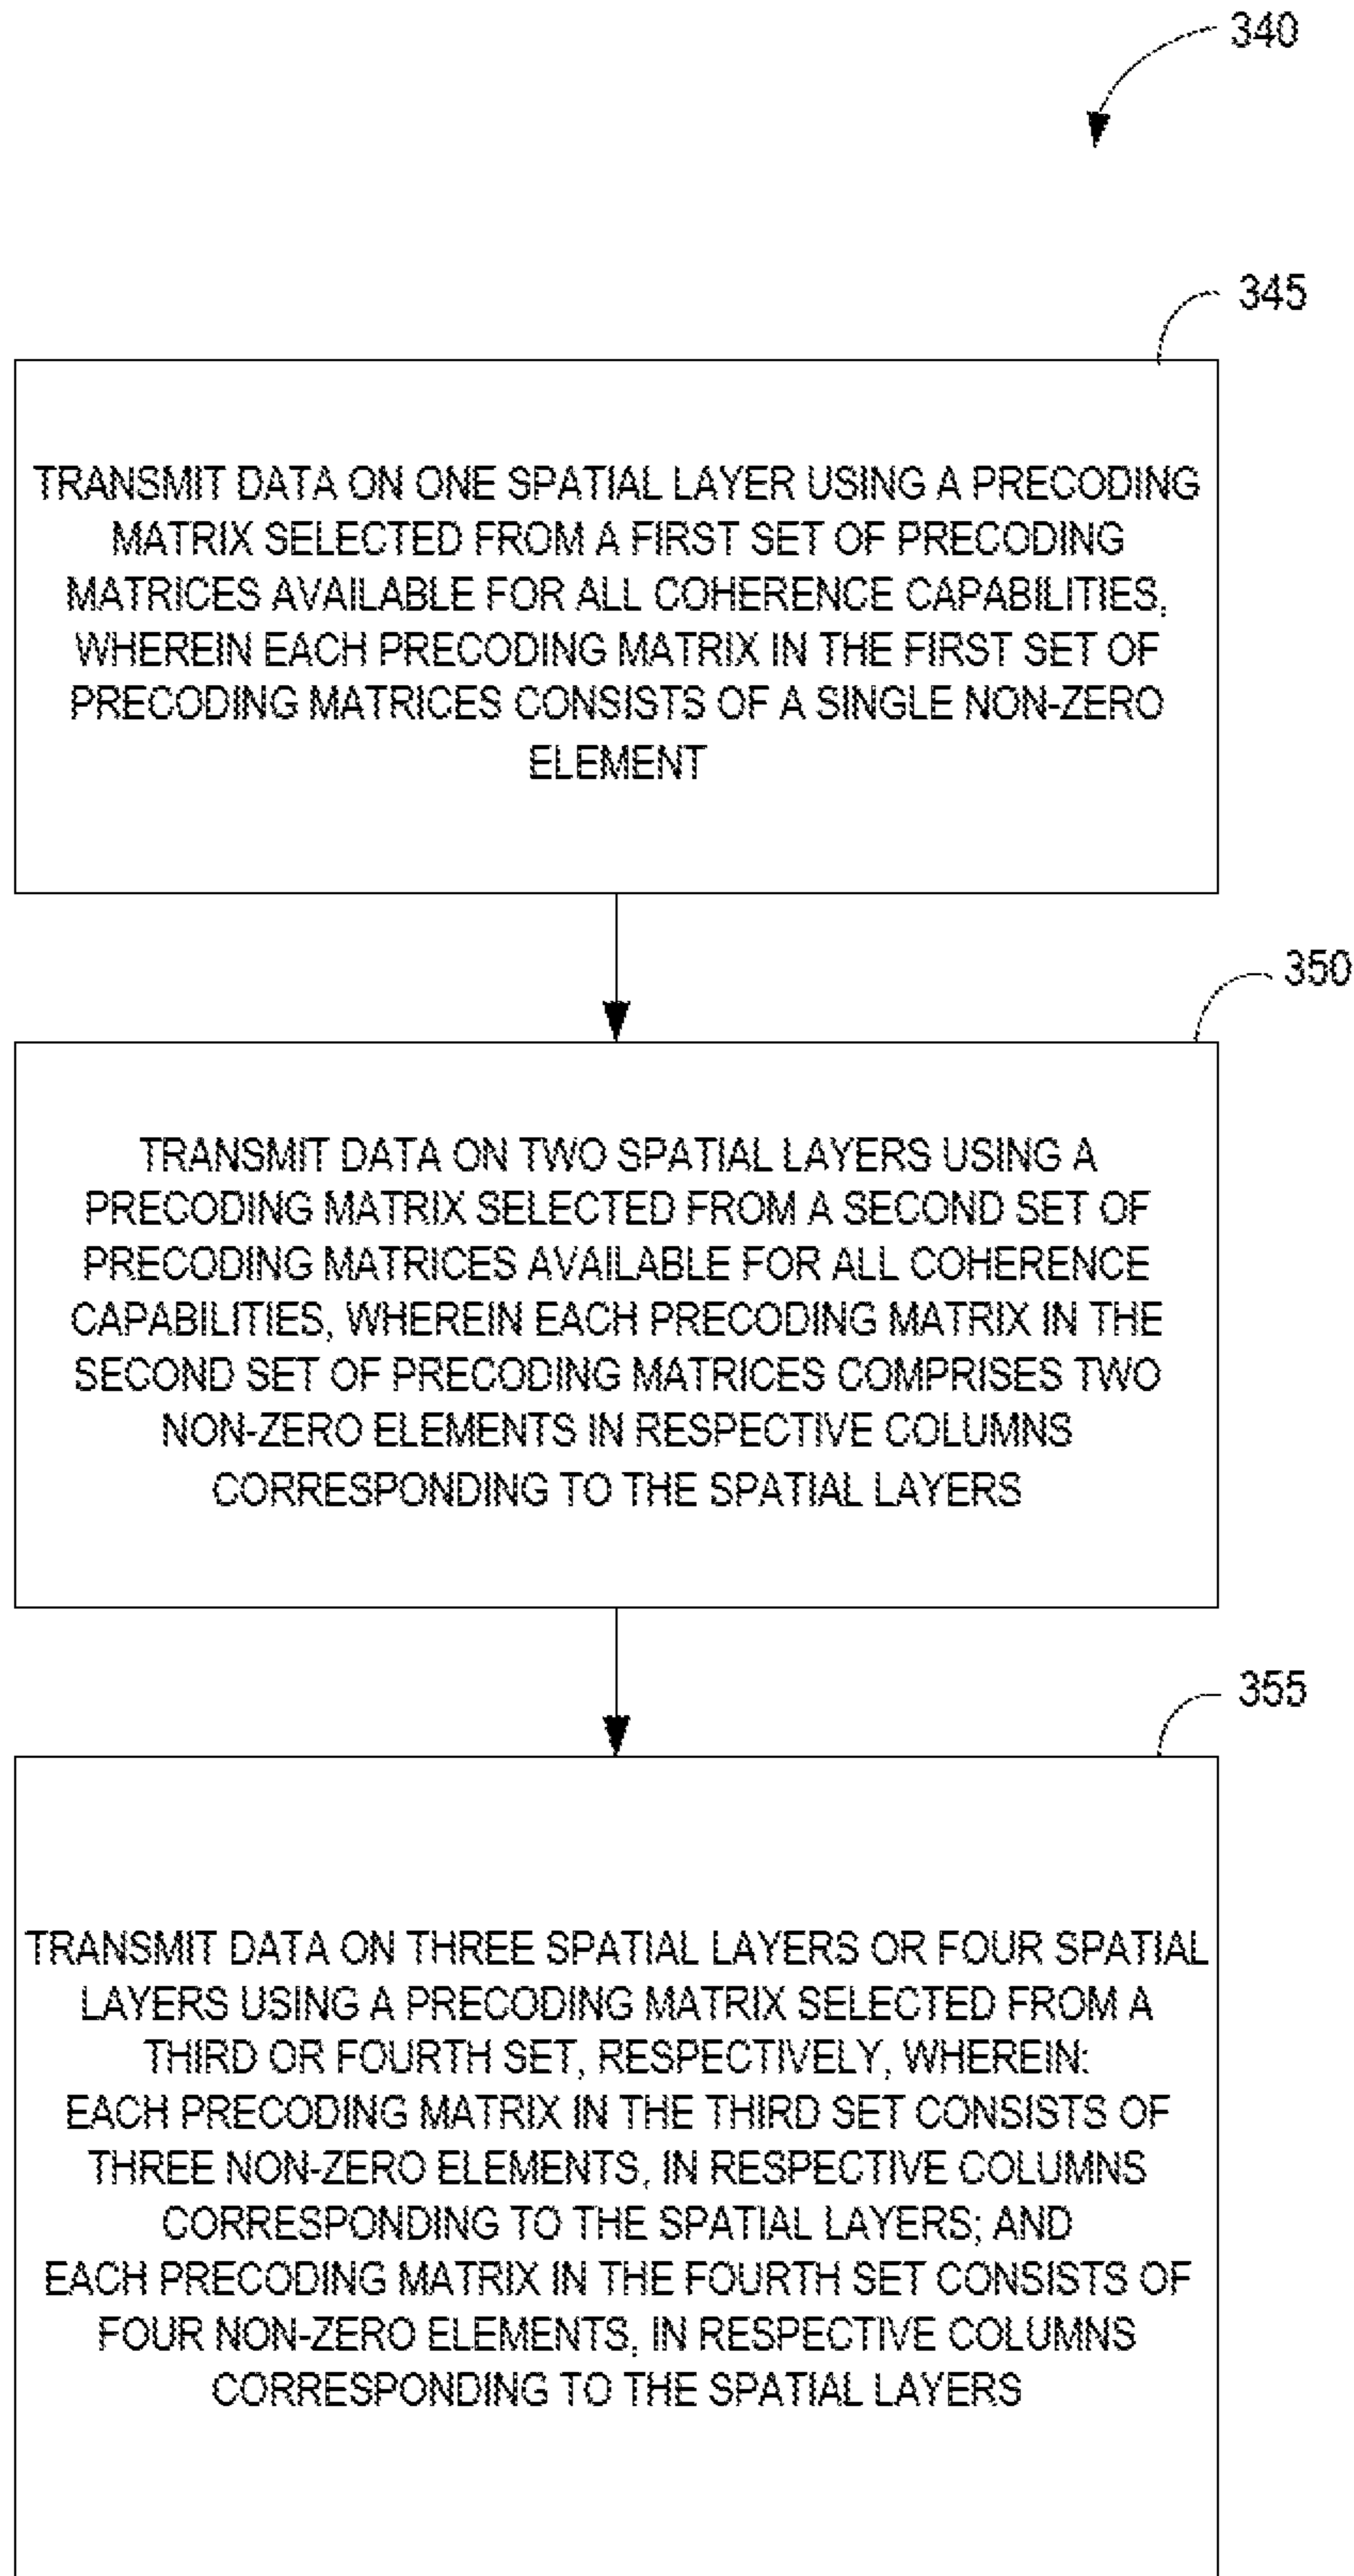 340
345
TRANSMIT DATA ON ONE SPATIAL LAYER USING A PRECODING
MATRIX SELECTED FROM A FIRST SET OF PRECODING
MATRICES AVAILABLE FOR ALL COHERENCE CAPABILITIES,
WHEREIN EACH PRECODING MATRIX IN THE FIRST SET OF
PRECODING MATRICES CONSISTS OF A SINGLE NON-ZERO
ELEMENT
350
TRANSMIT DATA ON TWO SPATIAL LAYERS USING A
PRECODING MATRIX SELECTED FROM A SECOND SET OF
PRECODING MATRICES AVAILABLE FOR ALL COHERENCE
CAPABILITIES, WHEREIN EACH PRECODING MATRIX IN THE
SECOND SET OF PRECODING MATRICES COMPRISES TWO
NON-ZERO ELEMENTS IN RESPECTIVE COLUMNS
CORRESPONDING TO THE SPATIAL LAYERS
355
TRANSMIT DATA ON THREE SPATIAL LAYERS OR FOUR SPATIAL
LAYERS USING A PRECODING MATRIX SELECTED FROM A
THIRD OR FOURTH SET, RESPECTIVELY, WHEREIN:
EACH PRECODING MATRIX IN THE THIRD SET CONSISTS OF
THREE NON-ZERO ELEMENTS, IN RESPECTIVE COLUMNS
CORRESPONDING TO THE SPATIAL LAYERS; AND
EACH PRECODING MATRIX IN THE FOURTH SET CONSISTS OF
FOUR NON-ZERO ELEMENTS, IN RESPECTIVE COLUMNS
CORRESPONDING TO THE SPATIAL LAYERS